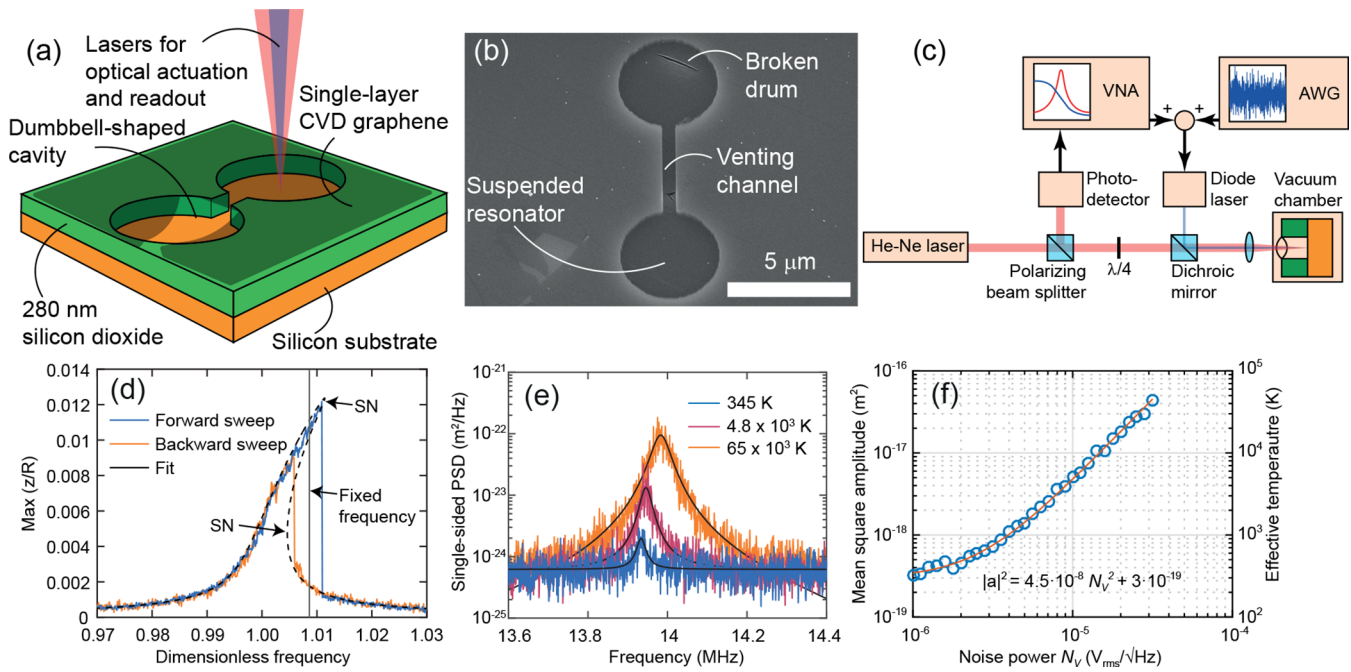 (a)
Lasers for
optical actuation
and readout
Single-layer
CVD graphene
Dumbbell-shaped
cavity
280 nm
silicon dioxide
Silicon substrate
(b)
Broken
drum
Venting
channel
Suspended
resonator
5 μm
(c)
VNA
AWG
+
+
Photo-
detector
Diode
laser
Vacuum
chamber
He-Ne laser
Polarizing
beam splitter
λ/4
Dichroic
mirror
(d)
Max (z/R)
0.014
0.012
0.01
0.008
0.006
0.004
0.002
0
Forward sweep
Backward sweep
Fit
SN
Fixed
frequency
SN
0.97 0.98 0.99 1.00 1.01 1.02 1.03
Dimensionless frequency
(e)
Single-sided PSD (m²/Hz)
10⁻²¹
10⁻²²
10⁻²³
10⁻²⁴
10⁻²⁵
345 K
4.8 x 10³ K
65 x 10³ K
13.6 13.8 14 14.2 14.4
Frequency (MHz)
(f)
Mean square amplitude (m²)
10⁻¹⁶
10⁻¹⁷
10⁻¹⁸
10⁻¹⁹
|a|² = 4.5·10⁻⁸ N_V² + 3·10⁻¹⁹
10⁵
10⁴
10³
10²
Effective temperautre (K)
10⁻⁶ 10⁻⁵ 10⁻⁴
Noise power N_V (V_rms/√Hz)